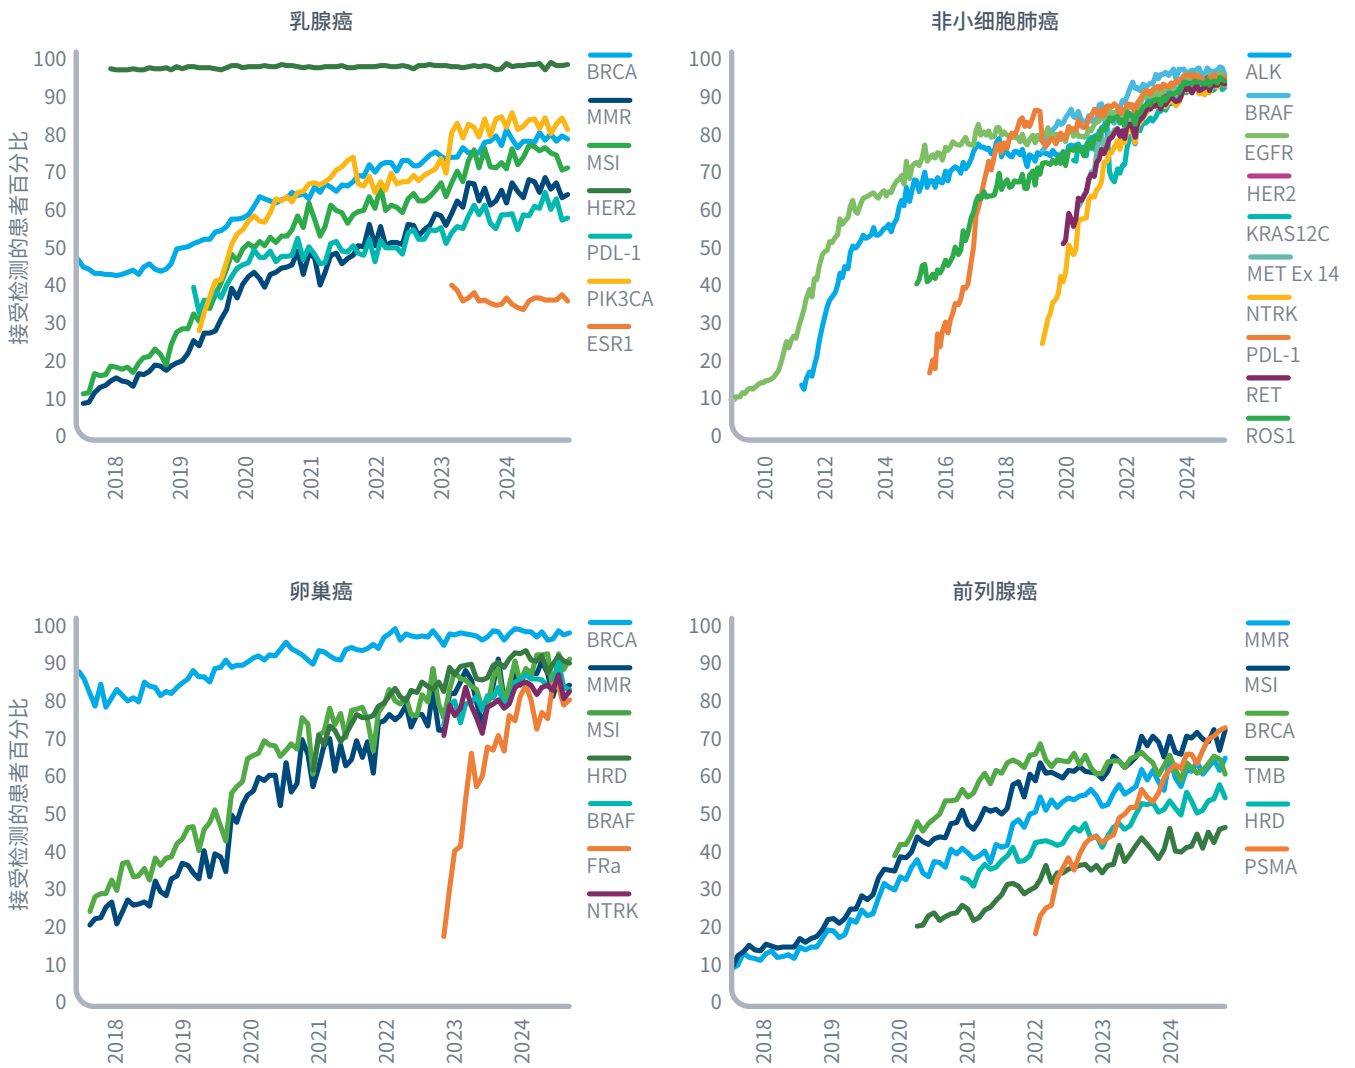 乳腺癌
接受检测的患者百分比
100
90
80
70
60
50
40
30
20
10
0
2018
2019
2020
2021
2022
2023
2024
BRCA
MMR
MSI
HER2
PDL-1
PIK3CA
ESR1
非小细胞肺癌
100
90
80
70
60
50
40
30
20
10
0
2010
2012
2014
2016
2018
2020
2022
2024
ALK
BRAF
EGFR
HER2
KRAS12C
MET Ex 14
NTRK
PDL-1
RET
ROS1
卵巢癌
接受检测的患者百分比
100
90
80
70
60
50
40
30
20
10
0
2018
2019
2020
2021
2022
2023
2024
BRCA
MMR
MSI
HRD
BRAF
FRa
NTRK
前列腺癌
100
90
80
70
60
50
40
30
20
10
0
2018
2019
2020
2021
2022
2023
2024
MMR
MSI
BRCA
TMB
HRD
PSMA